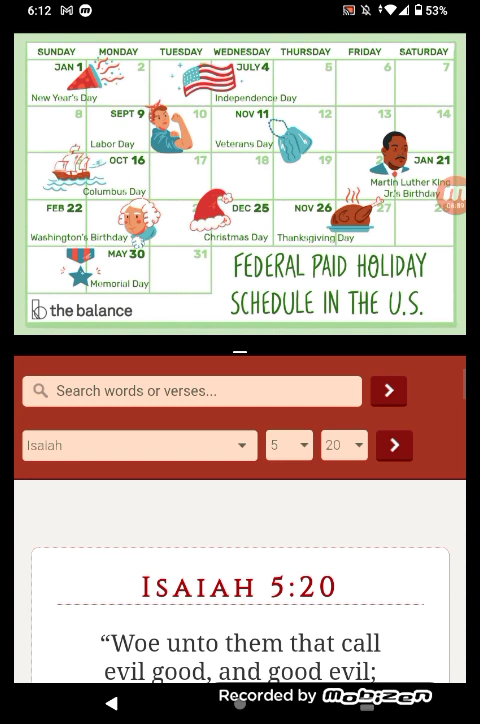 6:12 53%
SUNDAY MONDAY TUESDAY WEDNESDAY THURSDAY FRIDAY SATURDAY
JAN 1 2 JULY 4 5 6 7
New Year's Day Independence Day
8 SEPT 9 10 NOV 11 12 13 14
Labor Day Veterans Day
OCT 16 17 18 19 JAN 21
Columbus Day Martin Luther King
Jr.'s Birthday
04:59
FEB 22 DEC 25 NOV 26 27
Washington's Birthday Christmas Day Thanksgiving Day
MAY 30 31
Memorial Day
FEDERAL PAID HOLIDAY
SCHEDULE IN THE U.S.
the balance
Search words or verses...
Isaiah 5 20
ISAIAH 5:20
“Woe unto them that call
evil good, and good evil;
Recorded by mobizen